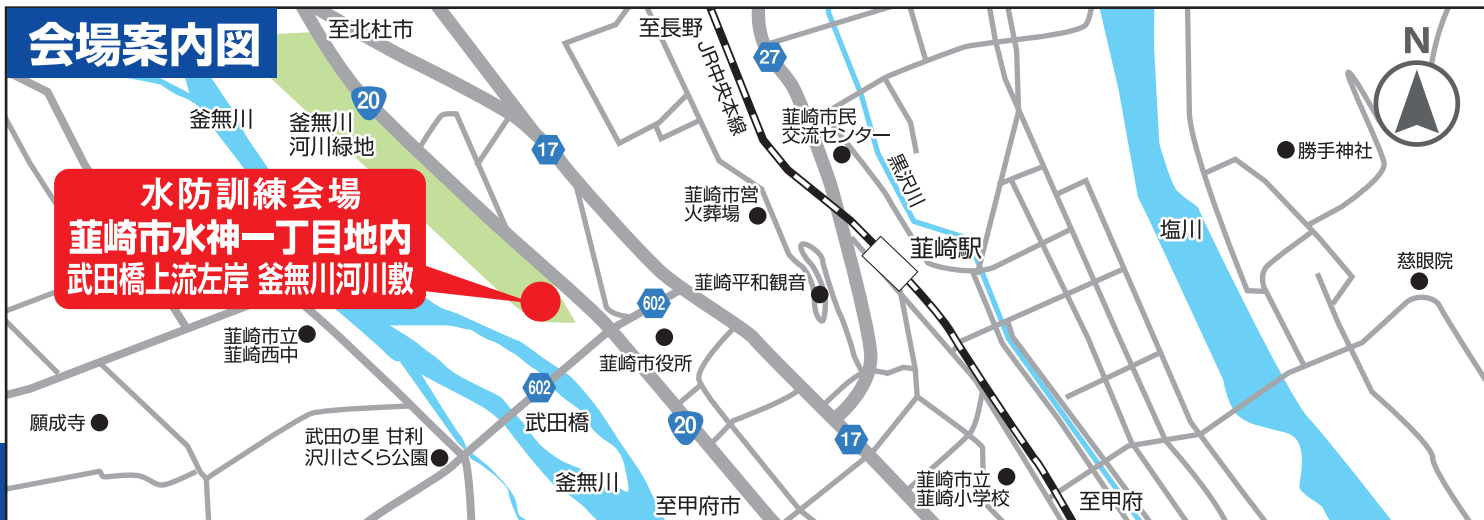 会場案内図
至北杜市
至長野
JR中央本線
27
N
20
釜無川
釜無川
河川緑地
17
韮崎市民
交流センター
黒沢川
勝手神社
水防訓練会場
韮崎市水神一丁目地内
武田橋上流左岸 釜無川河川敷
韮崎市営
火葬場
韮崎駅
塩川
慈眼院
韮崎平和観音
602
韮崎市立
韮崎西中
韮崎市役所
602
武田橋
願成寺
武田の里 甘利
沢川さくら公園
20
17
釜無川
至甲府市
韮崎市立
韮崎小学校
至甲府